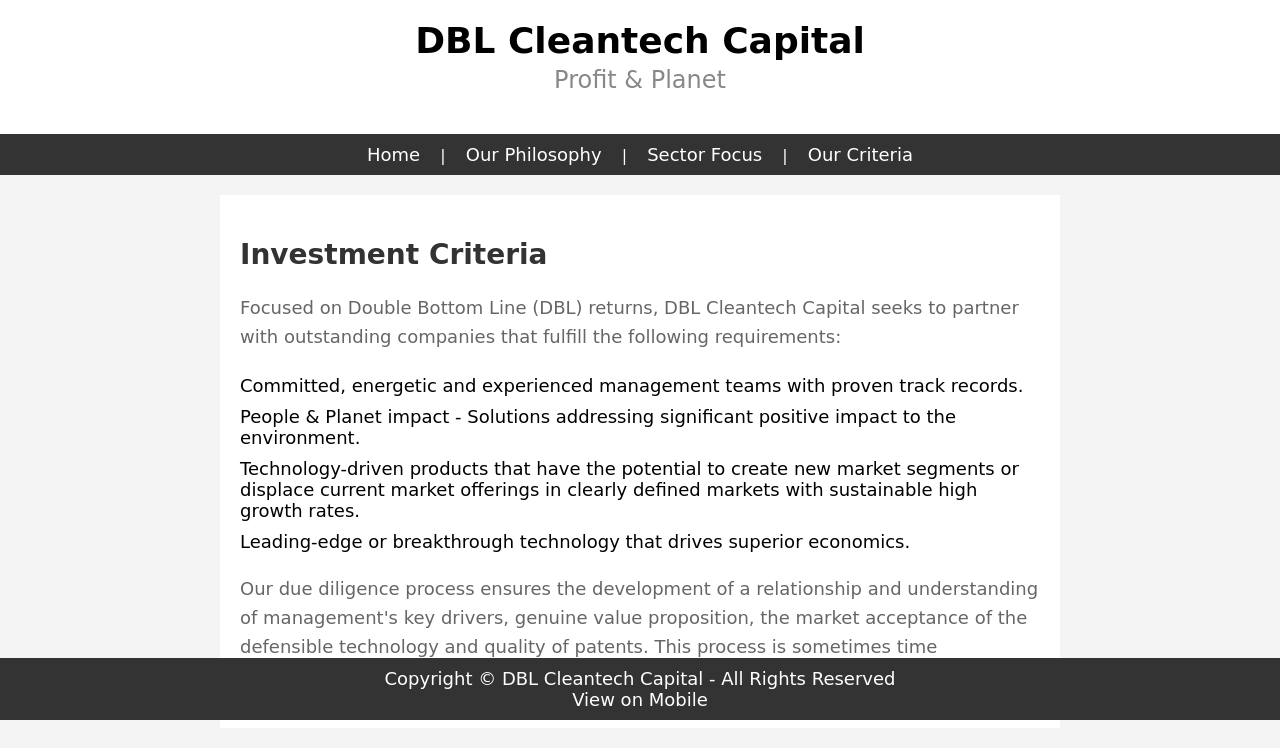 DBL Cleantech Capital
Profit & Planet
Home | Our Philosophy | Sector Focus | Our Criteria
Investment Criteria
Focused on Double Bottom Line (DBL) returns, DBL Cleantech Capital seeks to partner
with outstanding companies that fulfill the following requirements:
Committed, energetic and experienced management teams with proven track records.
People & Planet impact - Solutions addressing significant positive impact to the
environment.
Technology-driven products that have the potential to create new market segments or
displace current market offerings in clearly defined markets with sustainable high
growth rates.
Leading-edge or breakthrough technology that drives superior economics.
Our due diligence process ensures the development of a relationship and understanding
of management's key drivers, genuine value proposition, the market acceptance of the
defensible technology and quality of patents. This process is sometimes time
Copyright © DBL Cleantech Capital - All Rights Reserved
View on Mobile